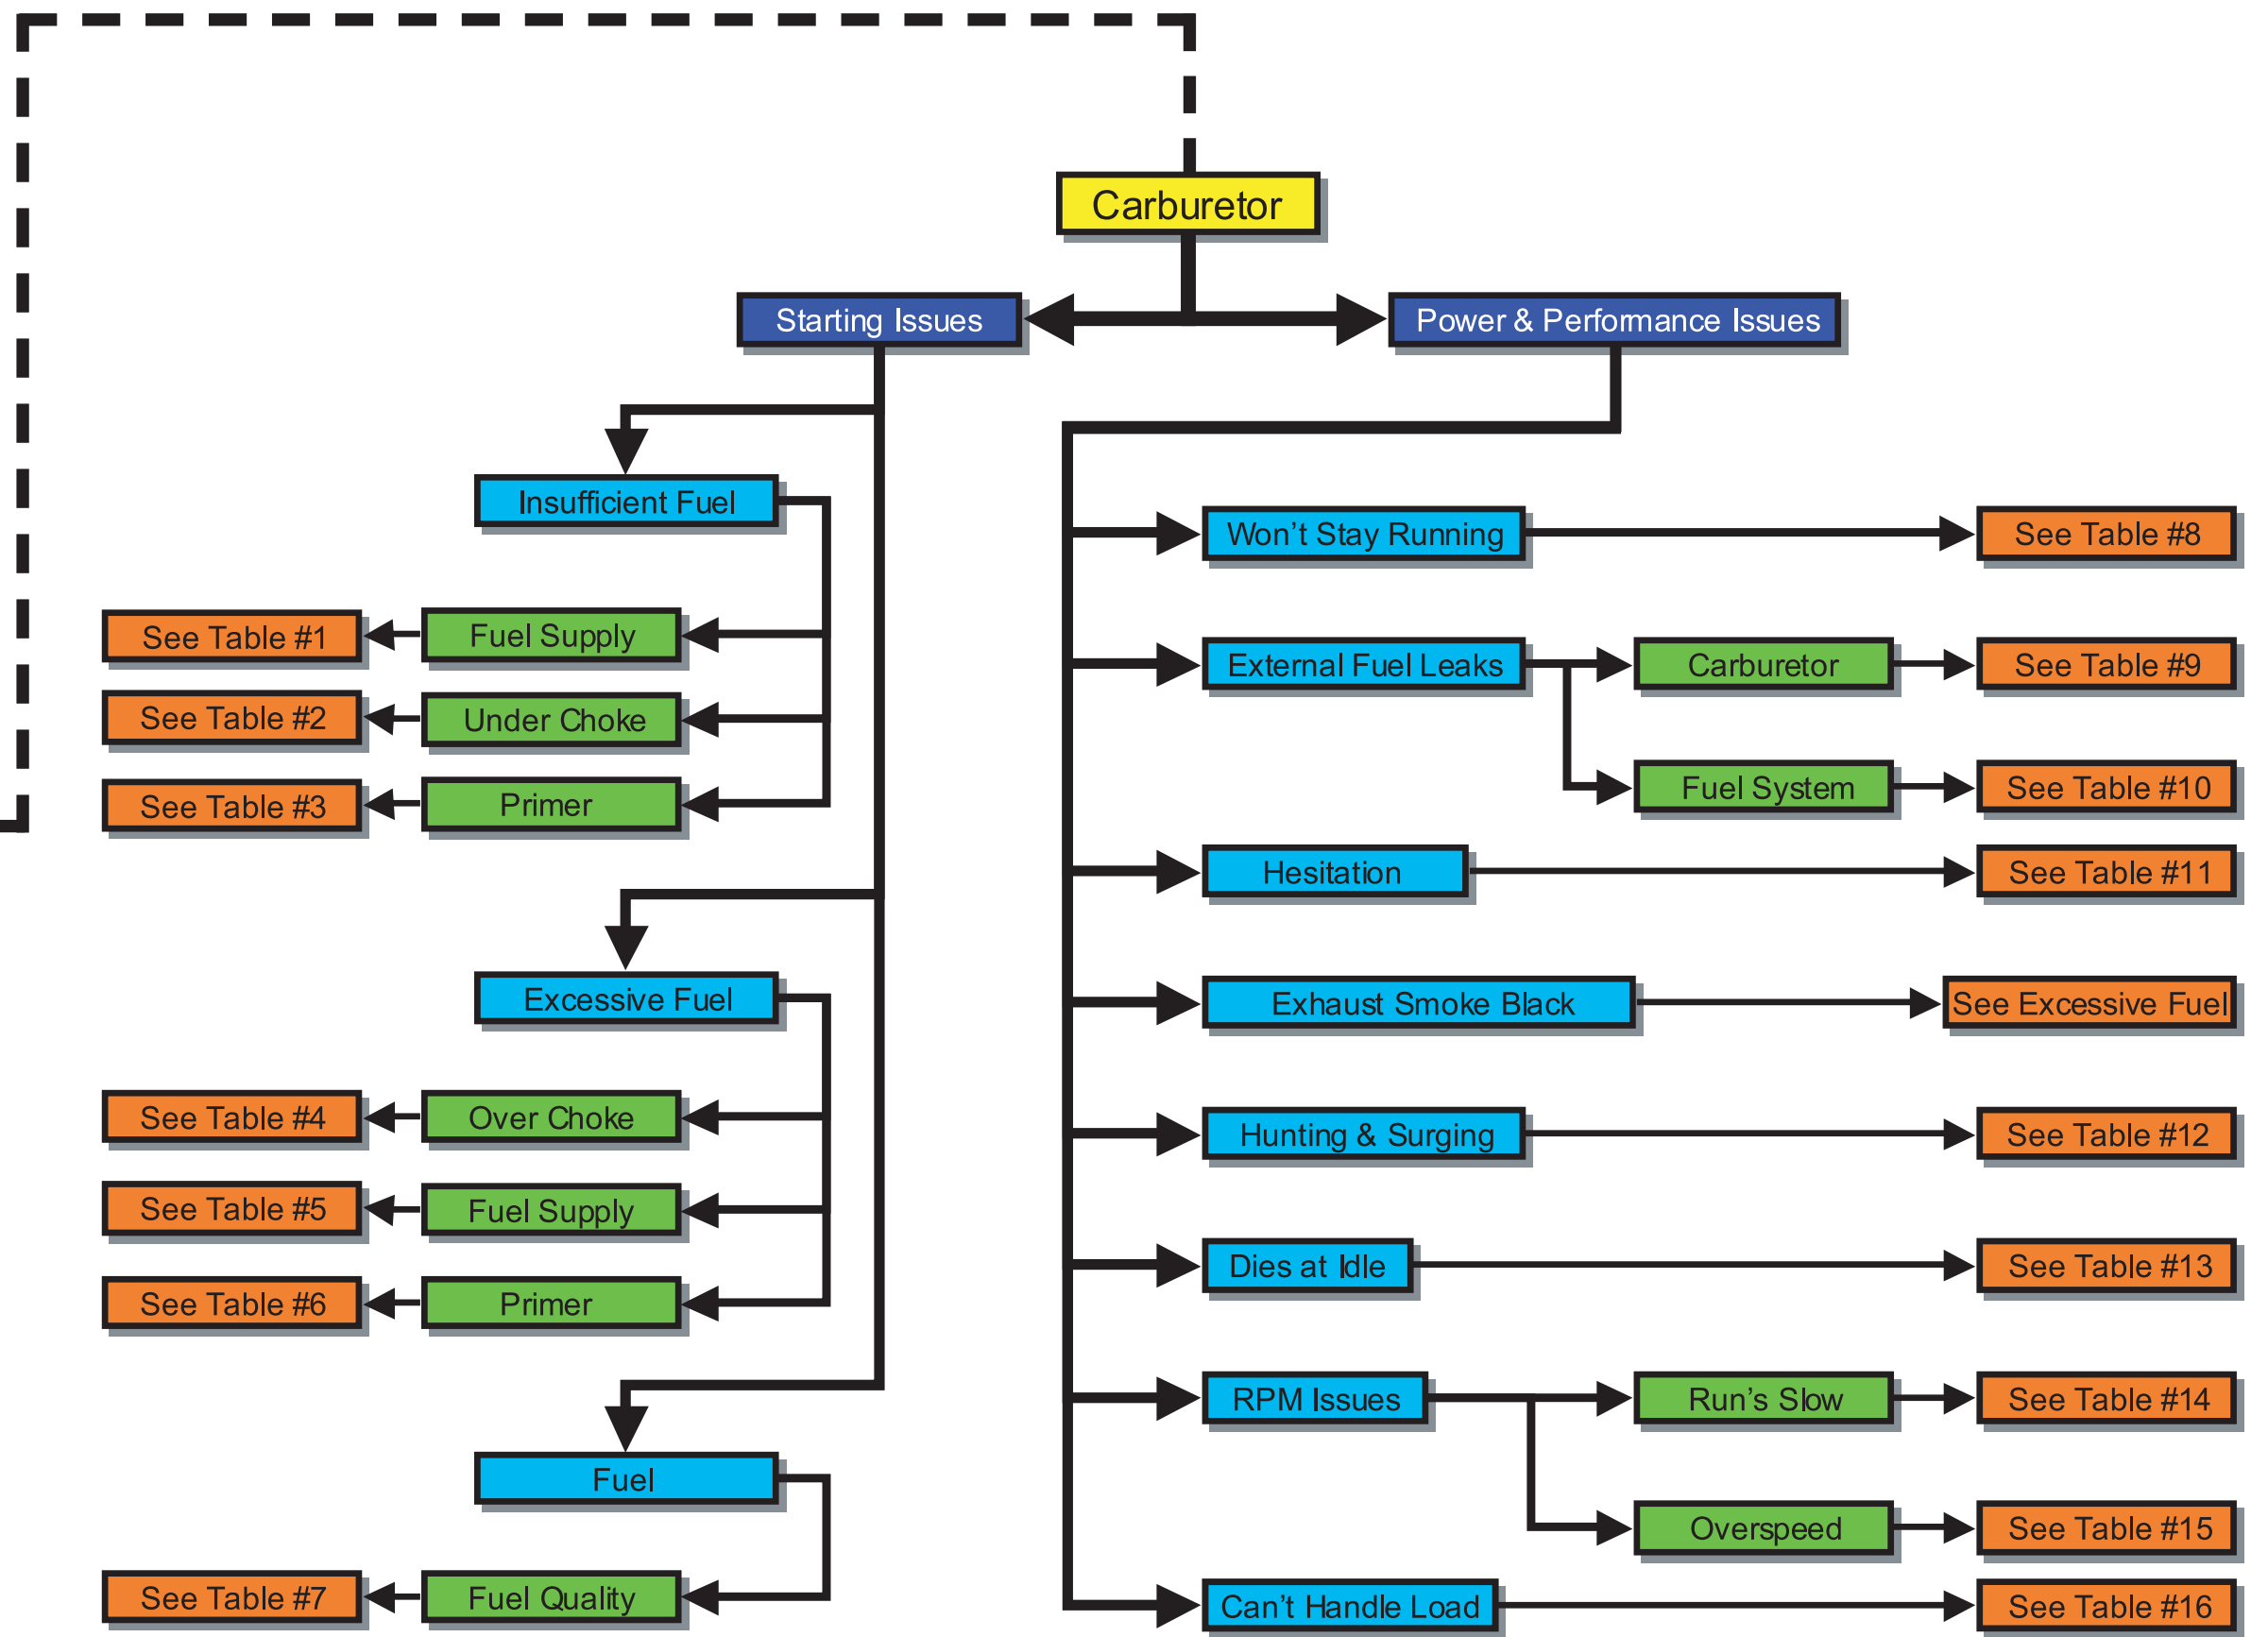 Carburetor
Starting Issues
Power & Performance Issues
Insufficient Fuel
See Table #1
Fuel Supply
See Table #2
Under Choke
See Table #3
Primer
Excessive Fuel
See Table #4
Over Choke
See Table #5
Fuel Supply
See Table #6
Primer
Fuel
See Table #7
Fuel Quality
Won't Stay Running
See Table #8
External Fuel Leaks
Carburetor
See Table #9
Fuel System
See Table #10
Hesitation
See Table #11
Exhaust Smoke Black
See Excessive Fuel
Hunting & Surging
See Table #12
Dies at Idle
See Table #13
RPM Issues
Run's Slow
See Table #14
Overspeed
See Table #15
Can't Handle Load
See Table #16